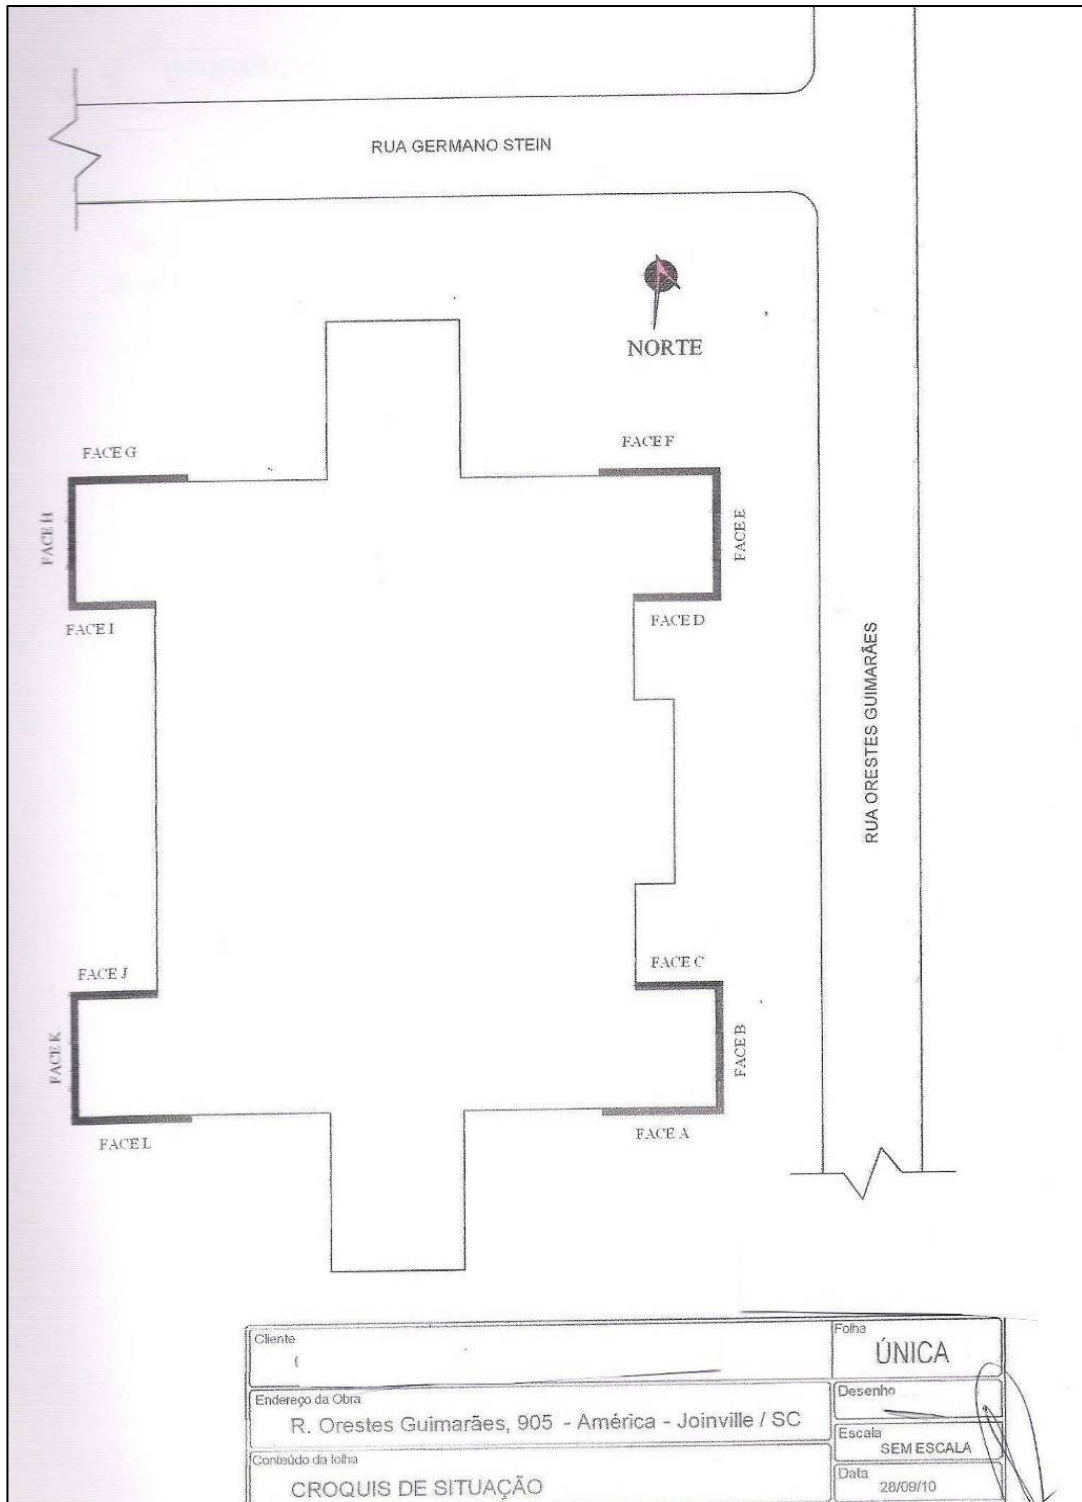 RUA GERMANO STEIN
NORTE
FACE G
FACE F
FACE H
FACE E
FACE I
FACE D
RUA ORESTES GUIMARÃES
FACE J
FACE C
FACE K
FACE B
FACE L
FACE A
Cliente
Folha
ÚNICA
Endereço da Obra
R. Orestes Guimarães, 905 - América - Joinville / SC
Desenho
Escala
SEM ESCALA
Conteúdo da folha
CROQUIS DE SITUAÇÃO
Data
28/09/10